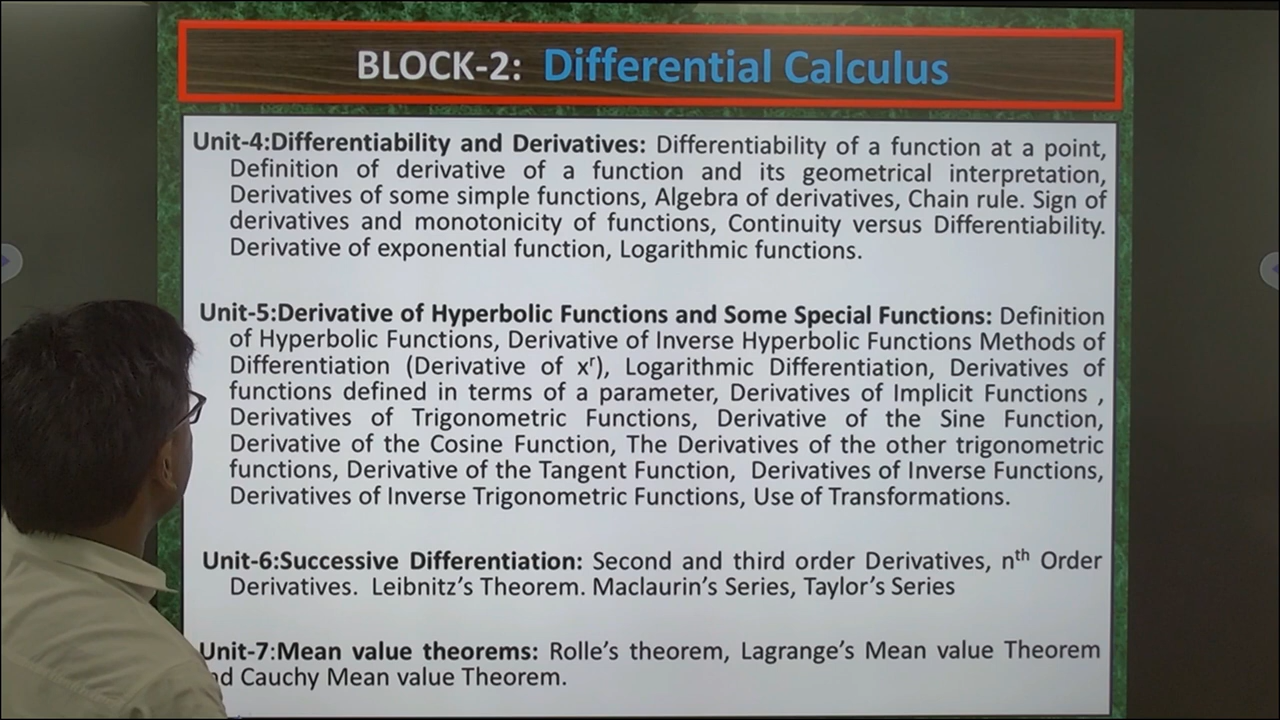 BLOCK-2: Differential Calculus
Unit-4:Differentiability and Derivatives: Differentiability of a function at a point,
Definition of derivative of a function and its geometrical interpretation,
Derivatives of some simple functions, Algebra of derivatives, Chain rule. Sign of
derivatives and monotonicity of functions, Continuity versus Differentiability.
Derivative of exponential function, Logarithmic functions.
Unit-5:Derivative of Hyperbolic Functions and Some Special Functions: Definition
of Hyperbolic Functions, Derivative of Inverse Hyperbolic Functions Methods of
Differentiation (Derivative of xʳ), Logarithmic Differentiation, Derivatives of
functions defined in terms of a parameter, Derivatives of Implicit Functions ,
Derivatives of Trigonometric Functions, Derivative of the Sine Function,
Derivative of the Cosine Function, The Derivatives of the other trigonometric
functions, Derivative of the Tangent Function, Derivatives of Inverse Functions,
Derivatives of Inverse Trigonometric Functions, Use of Transformations.
Unit-6:Successive Differentiation: Second and third order Derivatives, nᵗʰ Order
Derivatives. Leibnitz’s Theorem. Maclaurin’s Series, Taylor’s Series
Unit-7:Mean value theorems: Rolle’s theorem, Lagrange’s Mean value Theorem
Cauchy Mean value Theorem.